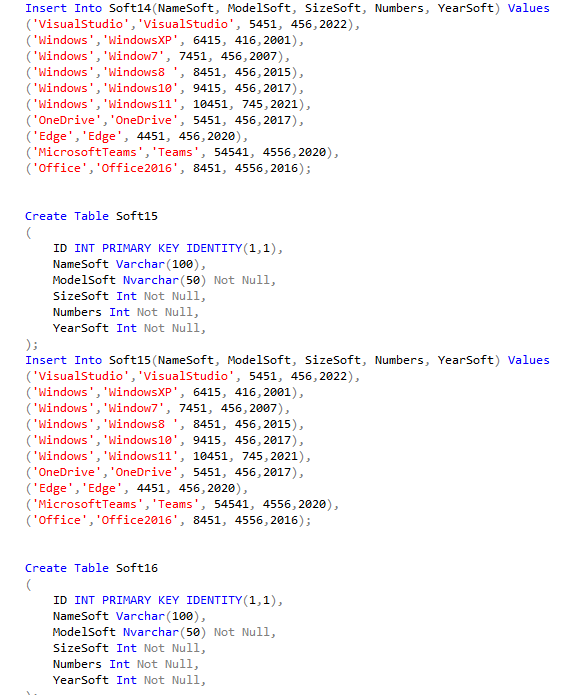 Insert Into Soft14(NameSoft, ModelSoft, SizeSoft, Numbers, YearSoft) Values
('VisualStudio','VisualStudio', 5451, 456,2022),
('Windows','WindowsXP', 6415, 416,2001),
('Windows','Window7', 7451, 456,2007),
('Windows','Windows8 ', 8451, 456,2015),
('Windows','Windows10', 9415, 456,2017),
('Windows','Windows11', 10451, 745,2021),
('OneDrive','OneDrive', 5451, 456,2017),
('Edge','Edge', 4451, 456,2020),
('MicrosoftTeams','Teams', 54541, 4556,2020),
('Office','Office2016', 8451, 4556,2016);
Create Table Soft15
(
ID INT PRIMARY KEY IDENTITY(1,1),
NameSoft Varchar(100),
ModelSoft Nvarchar(50) Not Null,
SizeSoft Int Not Null,
Numbers Int Not Null,
YearSoft Int Not Null,
);
Insert Into Soft15(NameSoft, ModelSoft, SizeSoft, Numbers, YearSoft) Values
('VisualStudio','VisualStudio', 5451, 456,2022),
('Windows','WindowsXP', 6415, 416,2001),
('Windows','Window7', 7451, 456,2007),
('Windows','Windows8 ', 8451, 456,2015),
('Windows','Windows10', 9415, 456,2017),
('Windows','Windows11', 10451, 745,2021),
('OneDrive','OneDrive', 5451, 456,2017),
('Edge','Edge', 4451, 456,2020),
('MicrosoftTeams','Teams', 54541, 4556,2020),
('Office','Office2016', 8451, 4556,2016);
Create Table Soft16
(
ID INT PRIMARY KEY IDENTITY(1,1),
NameSoft Varchar(100),
ModelSoft Nvarchar(50) Not Null,
SizeSoft Int Not Null,
Numbers Int Not Null,
YearSoft Int Not Null,
);